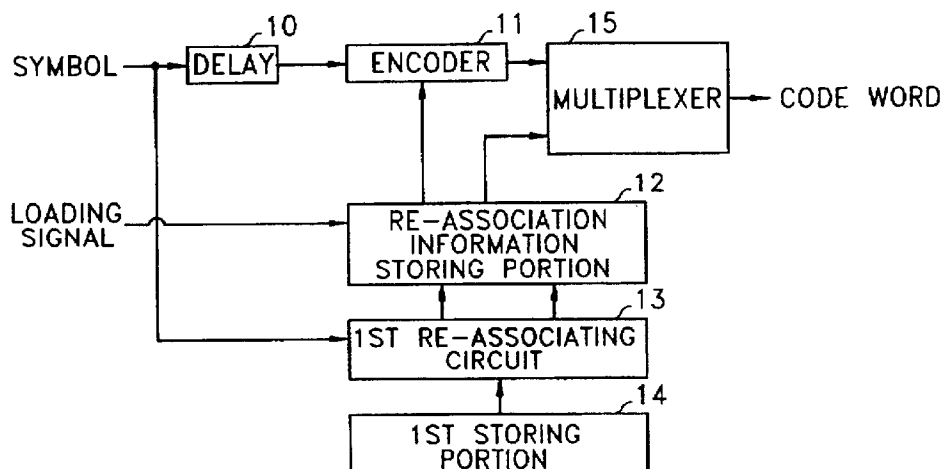 10
11
15
SYMBOL
DELAY
ENCODER
MULTIPLEXER
CODE WORD
12
LOADING
SIGNAL
RE-ASSOCIATION
INFORMATION
STORING PORTION
13
1ST RE-ASSOCIATING
CIRCUIT
14
1ST STORING
PORTION